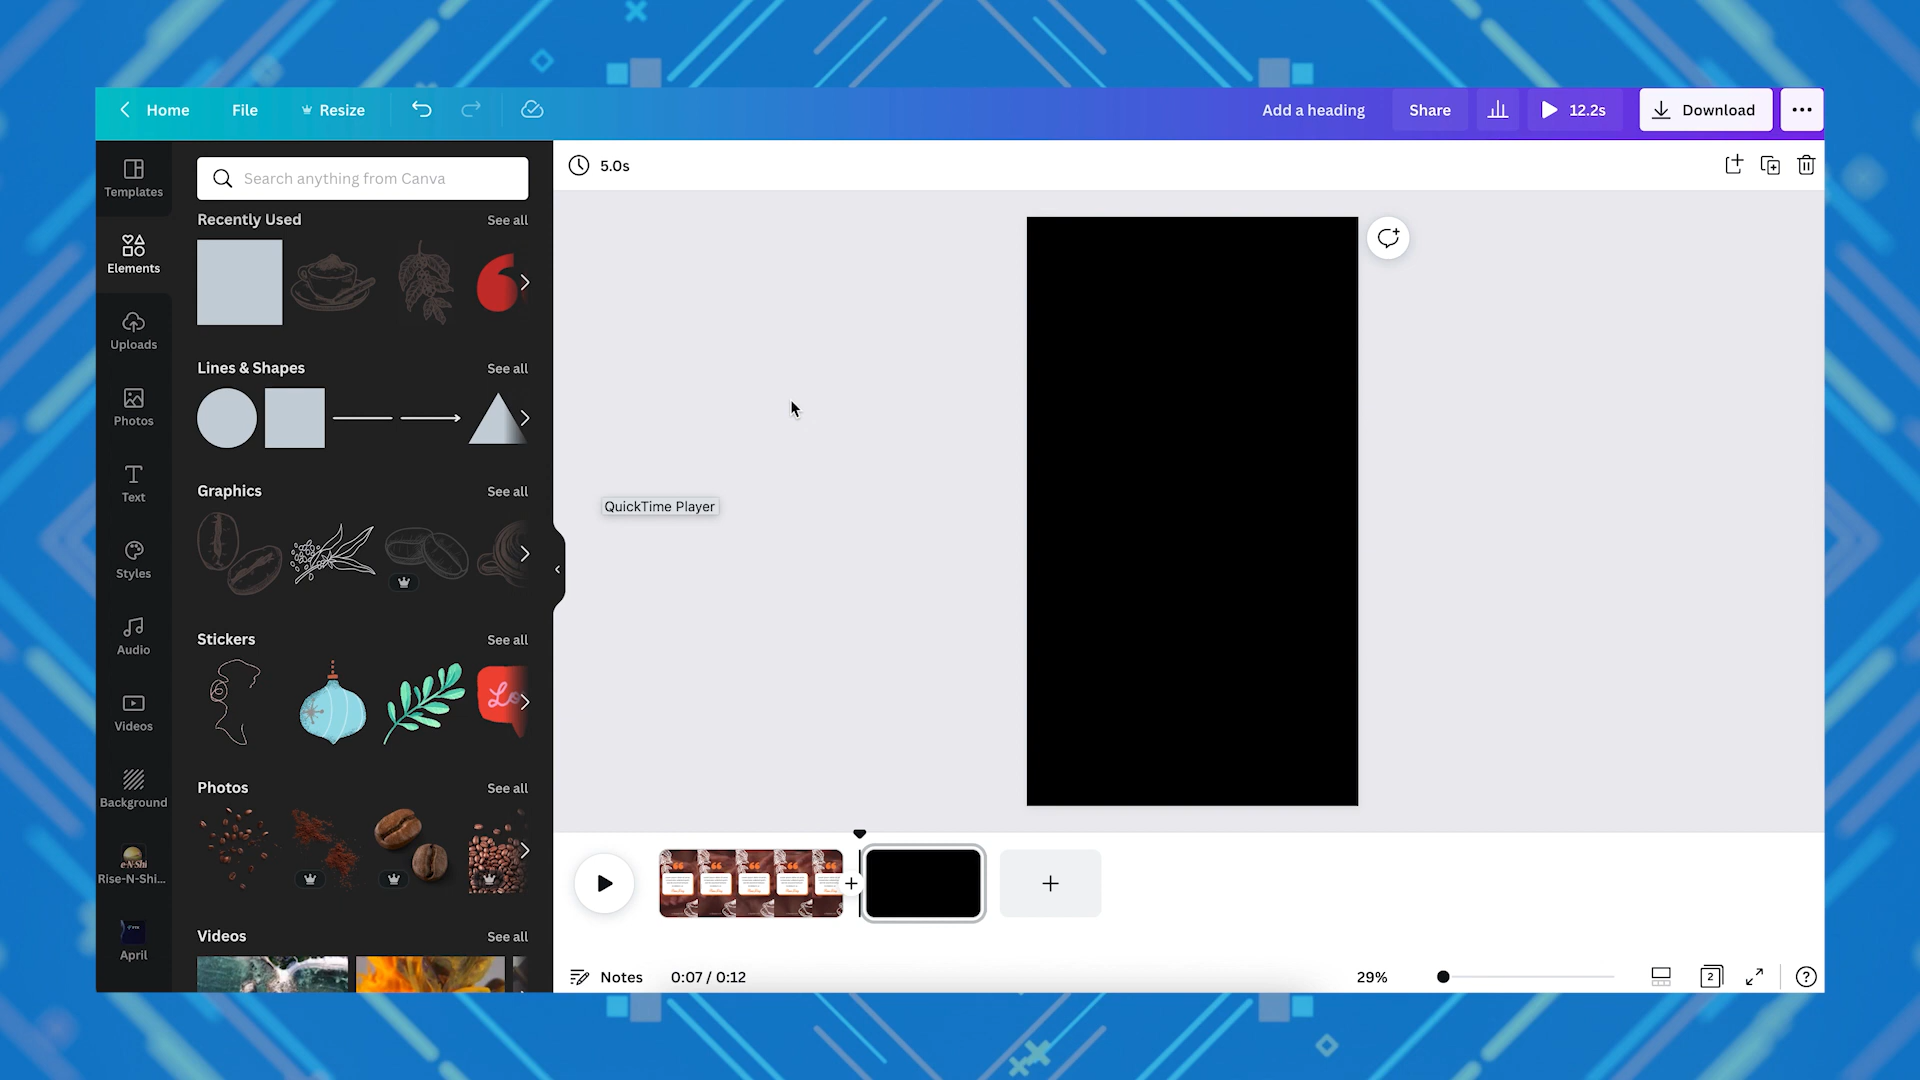 Home File Resize Add a heading Share 12.2s Download
Templates
Elements
Uploads
Photos
Text
Styles
Audio
Videos
Background
e-N-Shi
Rise-N-Shi...
April
Search anything from Canva
Recently Used See all
Lines & Shapes See all
Graphics See all
Stickers See all
Lo
Photos See all
Videos See all
5.0s
QuickTime Player
Notes 0:07 / 0:12 29% 2 ?